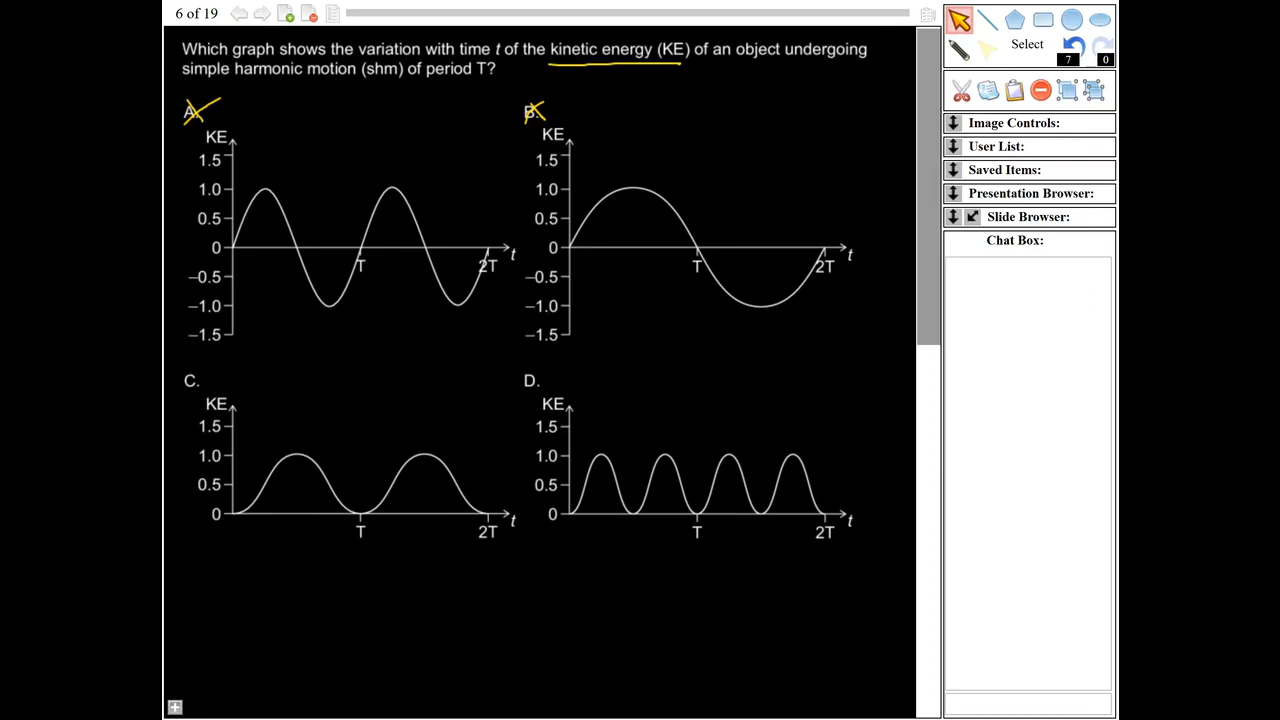 6 of 19
Which graph shows the variation with time t of the kinetic energy (KE) of an object undergoing
simple harmonic motion (shm) of period T?
A.
KE
1.5
1.0
0.5
0
–0.5
–1.0
–1.5
T
2T
t
B.
KE
1.5
1.0
0.5
0
–0.5
–1.0
–1.5
T
2T
t
C.
KE
1.5
1.0
0.5
0
T
2T
t
D.
KE
1.5
1.0
0.5
0
T
2T
t
Select
7
0
Image Controls:
User List:
Saved Items:
Presentation Browser:
Slide Browser:
Chat Box: